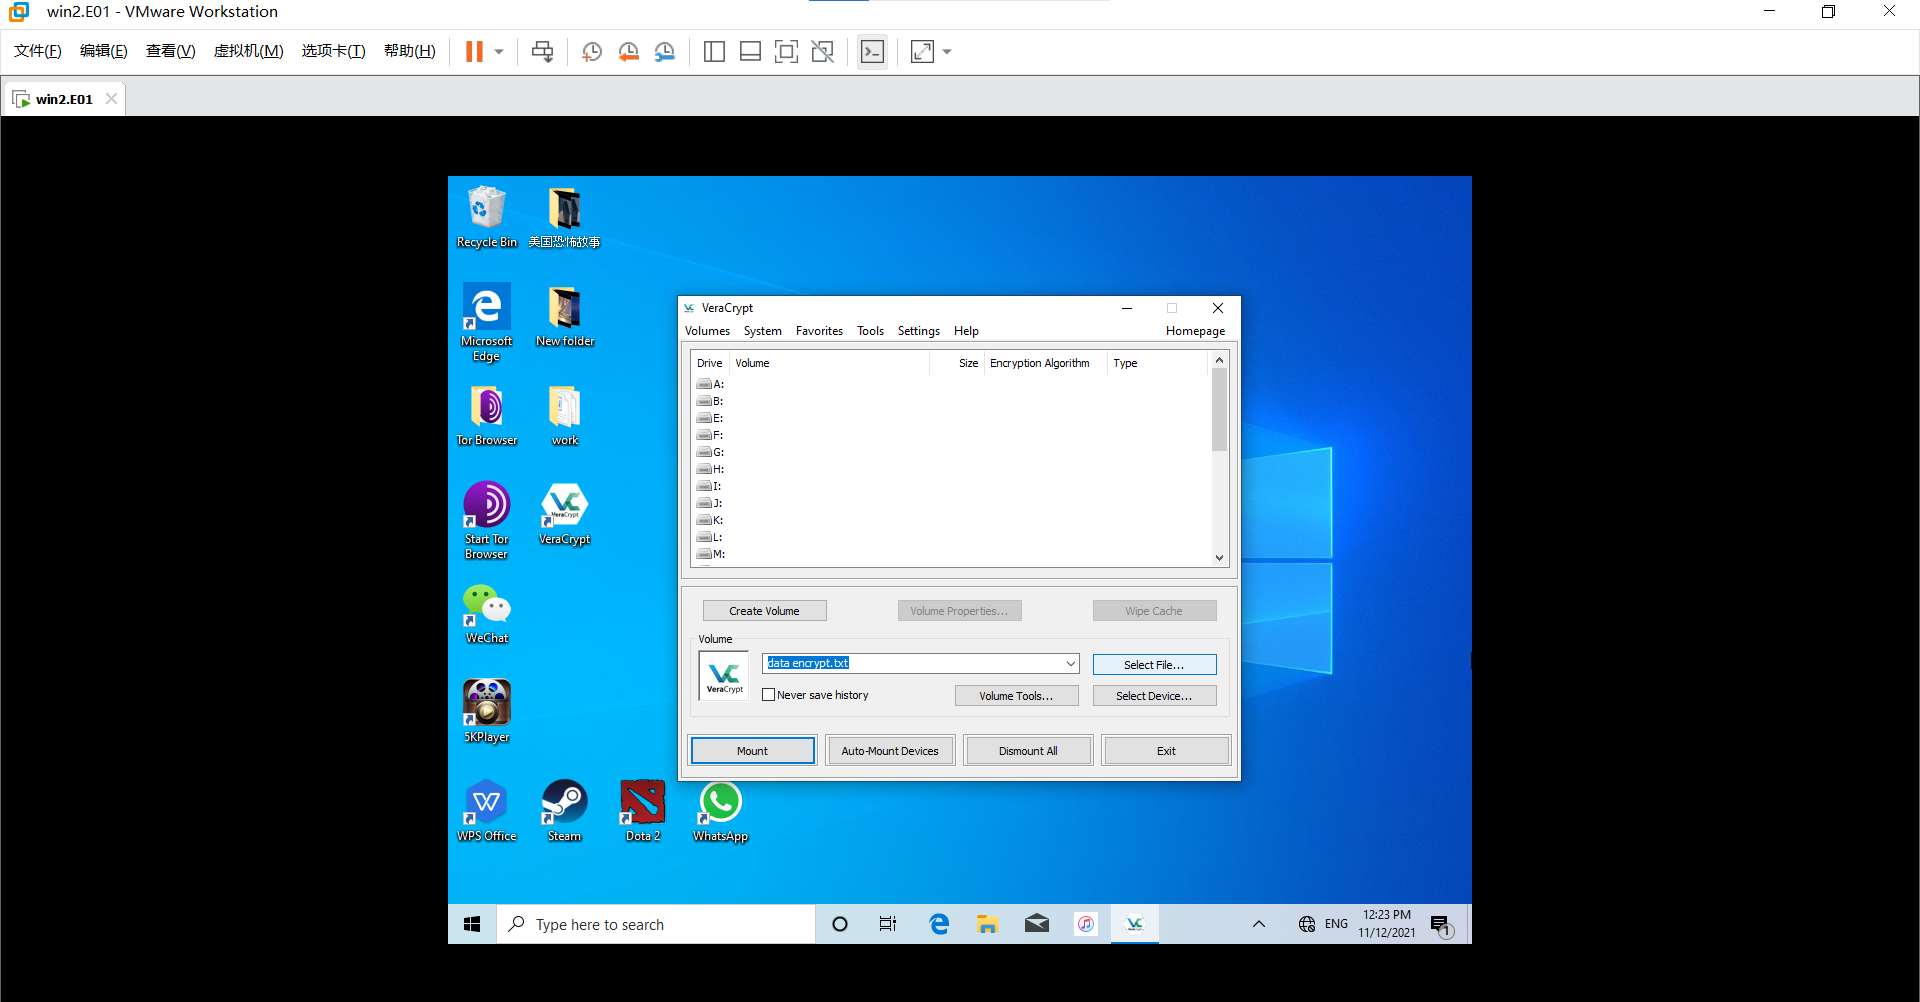 win2.E01 - VMware Workstation
文件(F) 编辑(E) 查看(V) 虚拟机(M) 选项卡(T) 帮助(H)
win2.E01
Recycle Bin
美国恐怖故事
Microsoft Edge
New folder
Tor Browser
work
Start Tor Browser
VeraCrypt
WeChat
5KPlayer
WPS Office
Steam
Dota 2
WhatsApp
VeraCrypt
Volumes System Favorites Tools Settings Help Homepage
Drive Volume Size Encryption Algorithm Type
A:
B:
E:
F:
G:
H:
I:
J:
K:
L:
M:
Create Volume Volume Properties... Wipe Cache
Volume
VeraCrypt
data encrypt.txt
Select File...
Never save history
Volume Tools... Select Device...
Mount Auto-Mount Devices Dismount All Exit
Type here to search
ENG
12:23 PM
11/12/2021
1